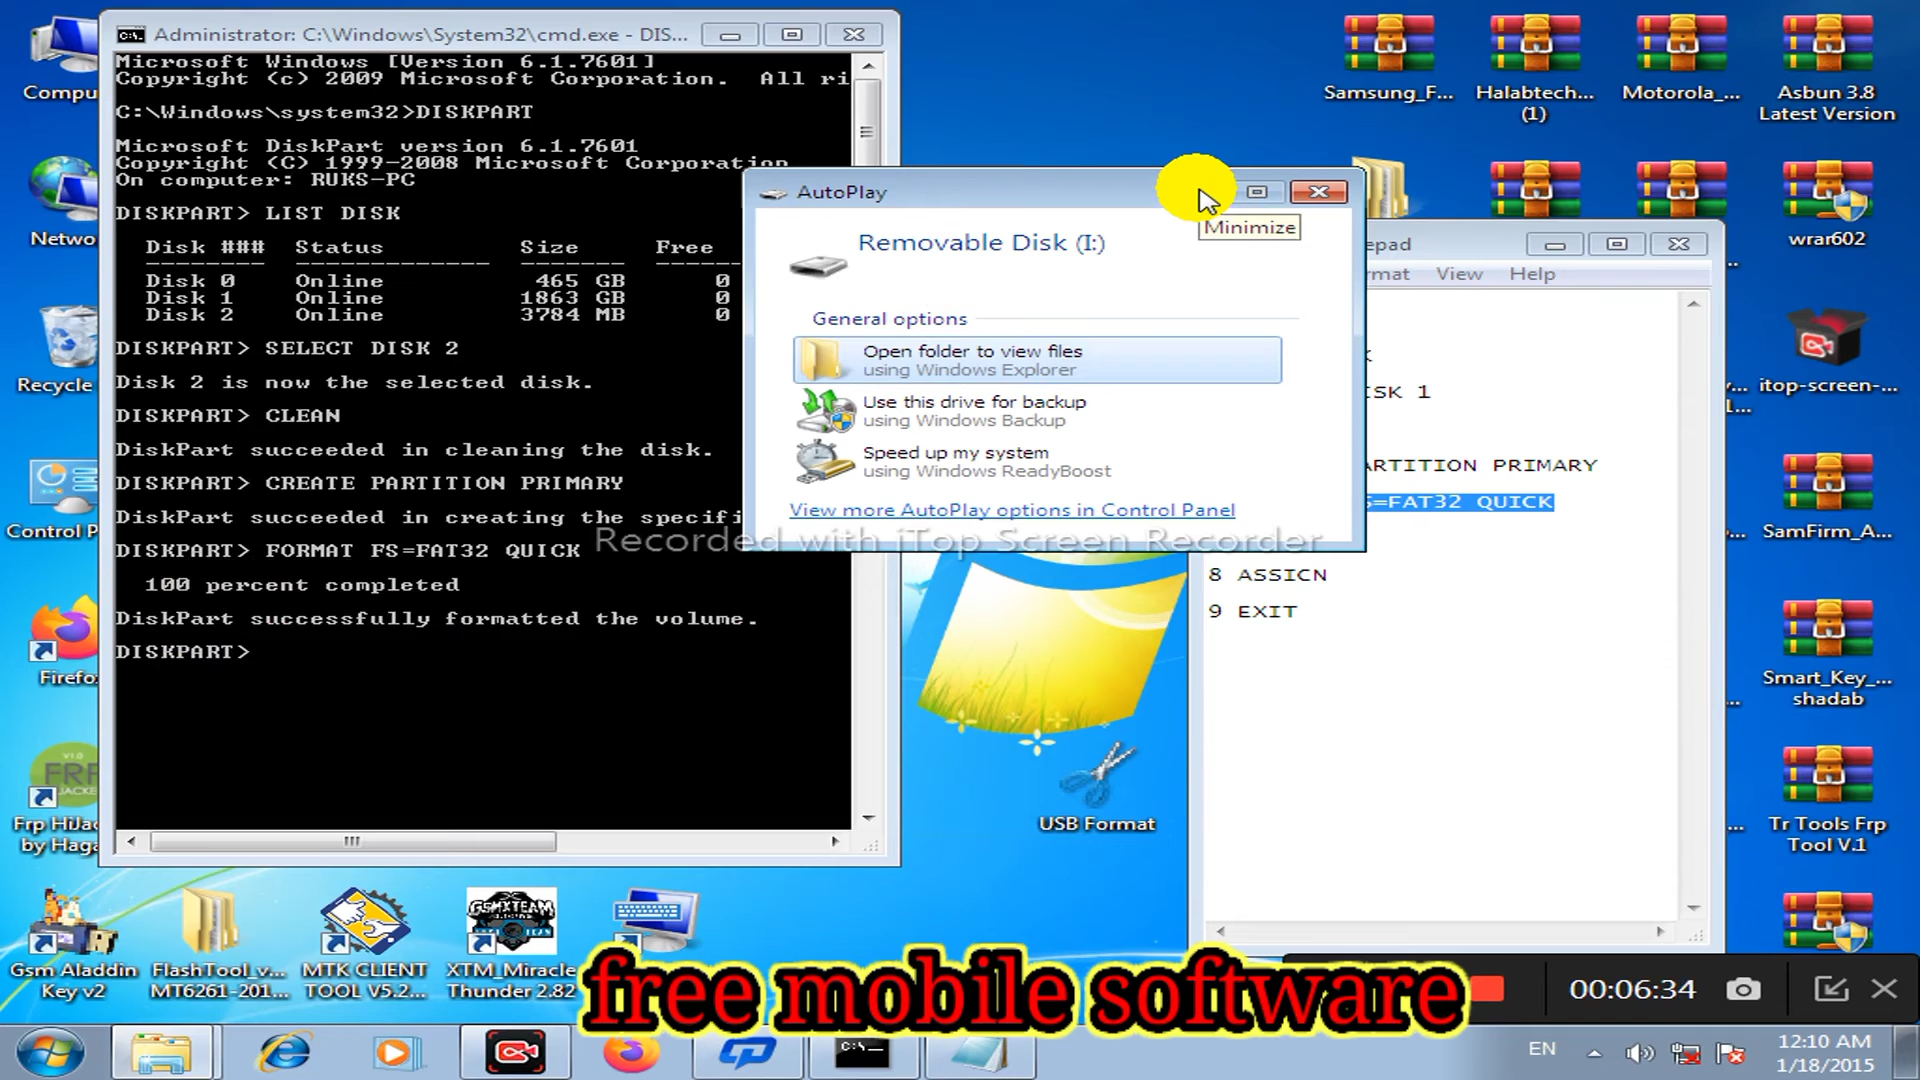 Administrator: C:\Windows\System32\cmd.exe - DIS...
Microsoft Windows [Version 6.1.7601]
Copyright (c) 2009 Microsoft Corporation. All ri
C:\Windows\system32>DISKPART
Microsoft DiskPart version 6.1.7601
Copyright (C) 1999-2008 Microsoft Corporation.
On computer: RUKS-PC
DISKPART> LIST DISK
Disk ### Status Size Free
Disk 0 Online 465 GB 0
Disk 1 Online 1863 GB 0
Disk 2 Online 3784 MB 0
DISKPART> SELECT DISK 2
Disk 2 is now the selected disk.
DISKPART> CLEAN
DiskPart succeeded in cleaning the disk.
DISKPART> CREATE PARTITION PRIMARY
DiskPart succeeded in creating the specifi
DISKPART> FORMAT FS=FAT32 QUICK
100 percent completed
DiskPart successfully formatted the volume.
DISKPART>
AutoPlay
Minimize
Removable Disk (I:)
General options
Open folder to view files
using Windows Explorer
Use this drive for backup
using Windows Backup
Speed up my system
using Windows ReadyBoost
View more AutoPlay options in Control Panel
Recorded with iTop Screen Recorder
epad
rmat View Help
K
SK 1
ARTITION PRIMARY
S=FAT32 QUICK
8 ASSICN
9 EXIT
Compu
Netwo
Recycle
Control P
Firefo
V1.0
FRF
JACKE
Frp HiJac
by Haga
Samsung_F...
Halabtech...
(1)
Motorola_...
Asbun 3.8
Latest Version
wrar602
itop-screen-...
1...
SamFirm_A...
Smart_Key_...
shadab
Tr Tools Frp
Tool V.1
USB Format
Gsm Aladdin
Key v2
FlashTool_v...
MT6261-201...
MTK CLIENT
TOOL V5.2...
GSMXTEAM
XTM_Miracle
Thunder 2.82
free mobile software
00:06:34
EN
12:10 AM
1/18/2015